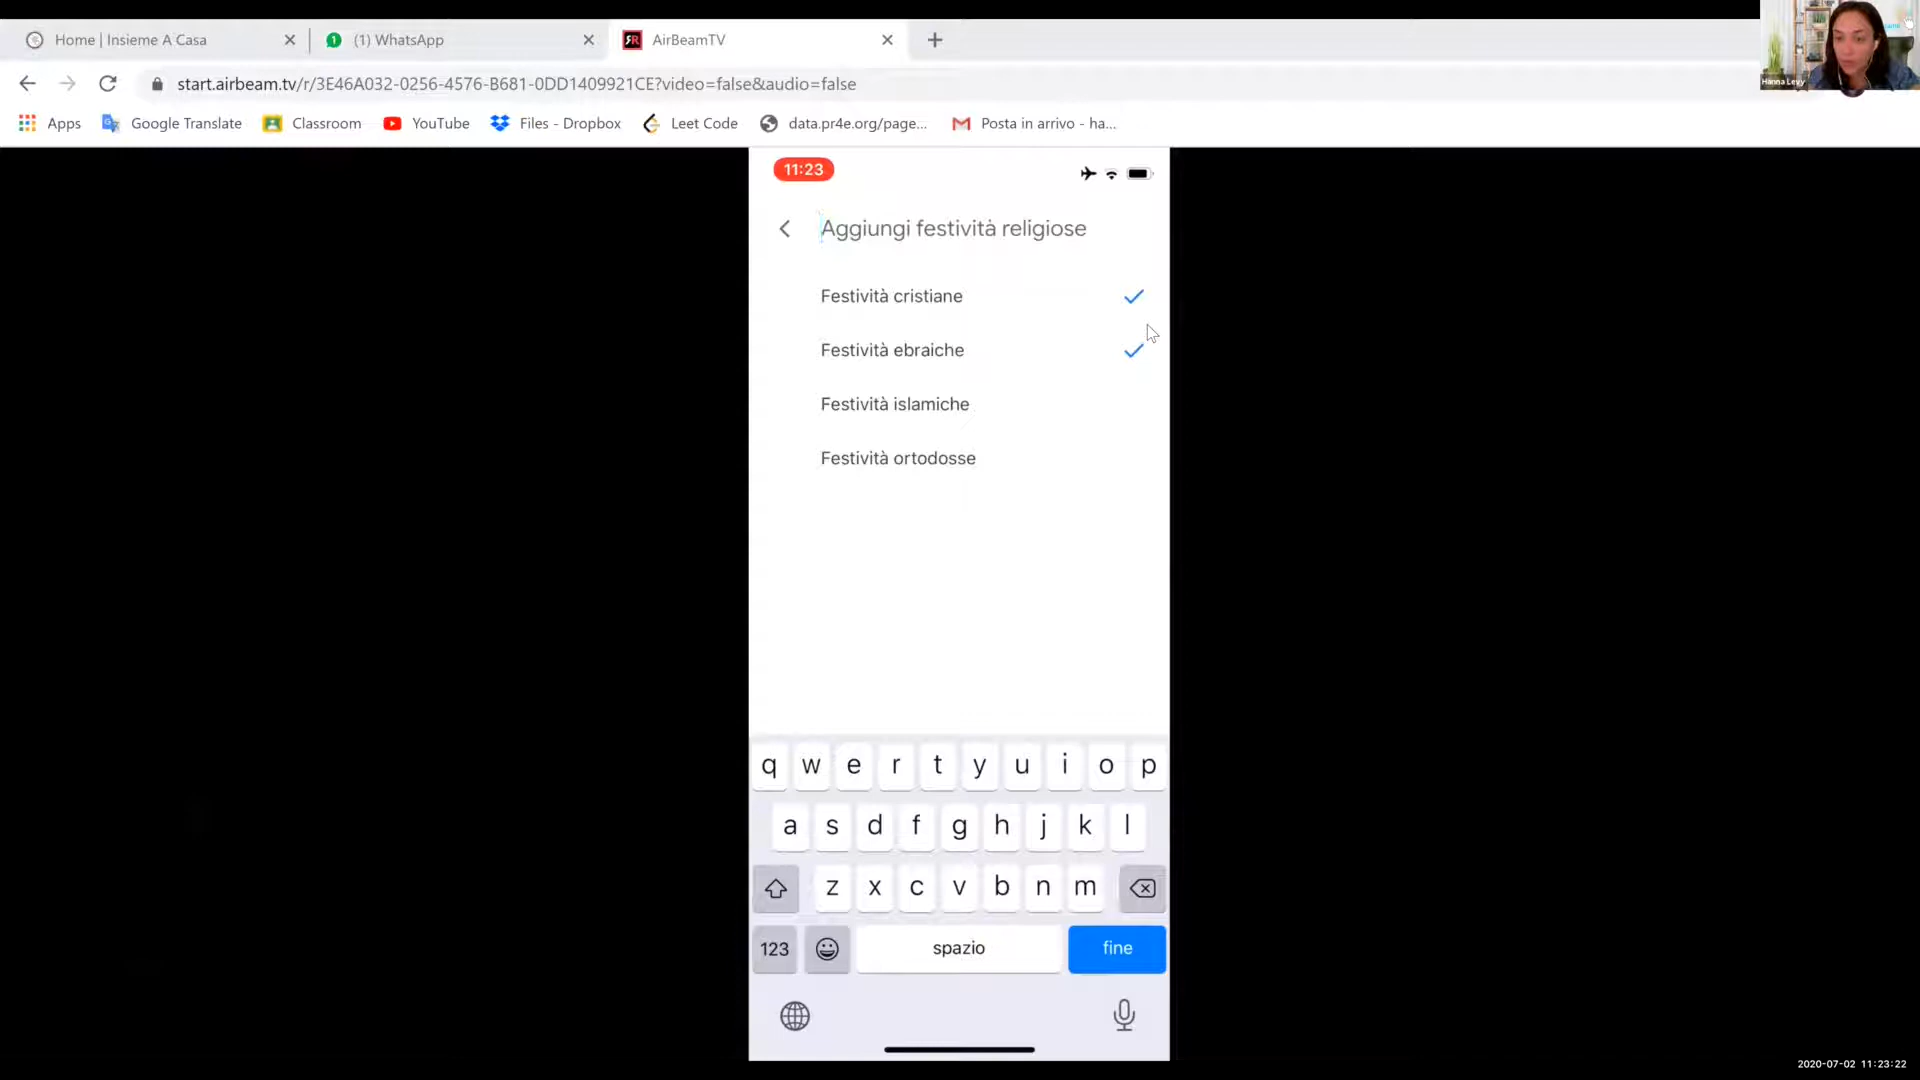 Home | Insieme A Casa
(1) WhatsApp
AirBeamTV
start.airbeam.tv/r/3E46A032-0256-4576-B681-0DD1409921CE?video=false&audio=false
Apps
Google Translate
Classroom
YouTube
Files - Dropbox
Leet Code
data.pr4e.org/page...
Posta in arrivo - ha...
Hanna Levy
11:23
Aggiungi festività religiose
Festività cristiane
Festività ebraiche
Festività islamiche
Festività ortodosse
q w e r t y u i o p
a s d f g h j k l
z x c v b n m
123
spazio
fine
2020-07-02 11:23:22